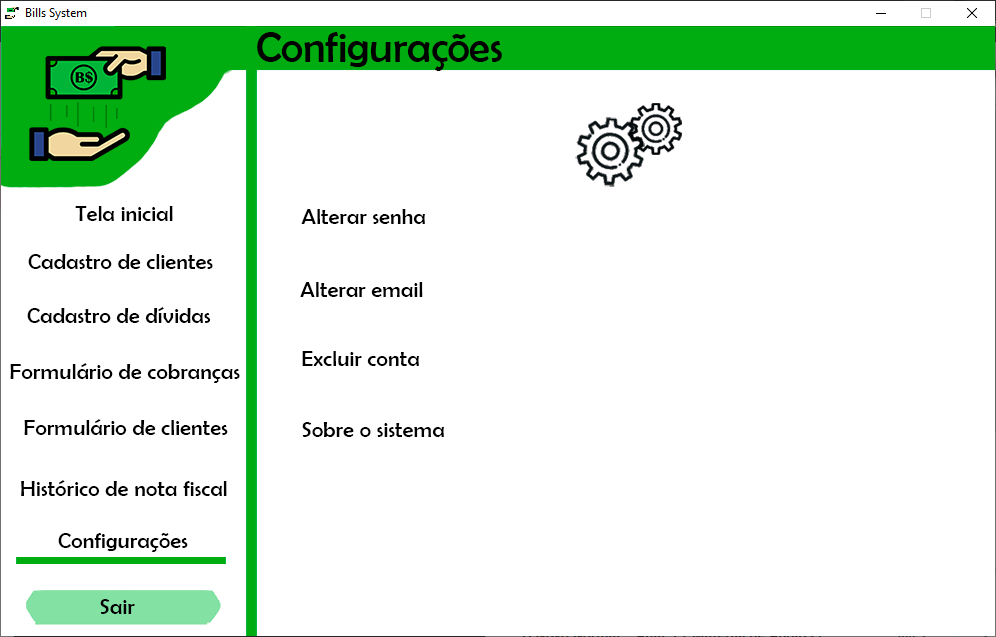 Bills System
Configurações
B$
Tela inicial
Cadastro de clientes
Cadastro de dívidas
Formulário de cobranças
Formulário de clientes
Histórico de nota fiscal
Configurações
Sair
Alterar senha
Alterar email
Excluir conta
Sobre o sistema